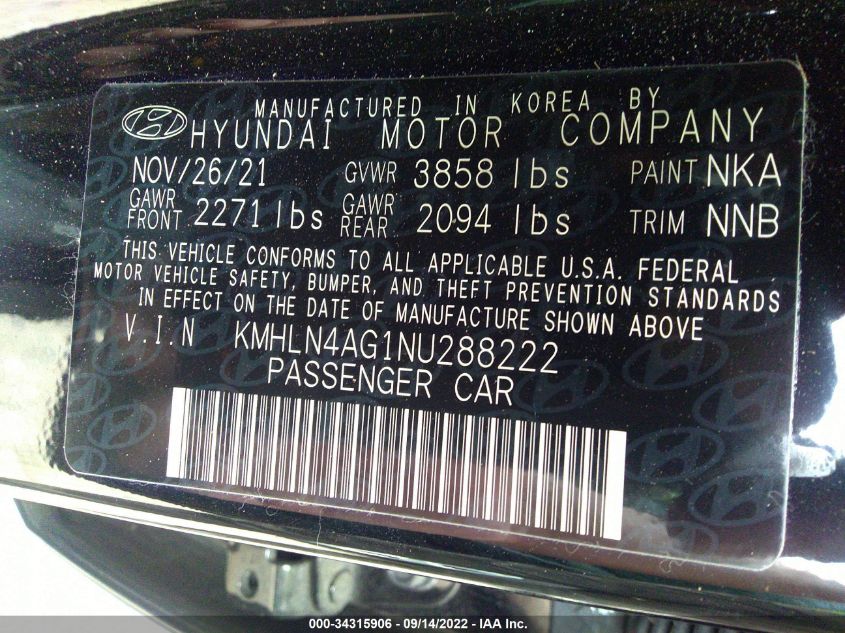 MANUFACTURED IN KOREA BY
HYUNDAI MOTOR COMPANY
NOV/26/21 GVWR 3858 lbs PAINT NKA
GAWR FRONT 2271 lbs GAWR REAR 2094 lbs TRIM NNB
THIS VEHICLE CONFORMS TO ALL APPLICABLE U.S.A. FEDERAL
MOTOR VEHICLE SAFETY, BUMPER, AND THEFT PREVENTION STANDARDS
IN EFFECT ON THE DATE OF MANUFACTURE SHOWN ABOVE
V.I.N KMHLN4AG1NU288222
PASSENGER CAR
000-34315906 / 09/14/2022 - IAA Inc.